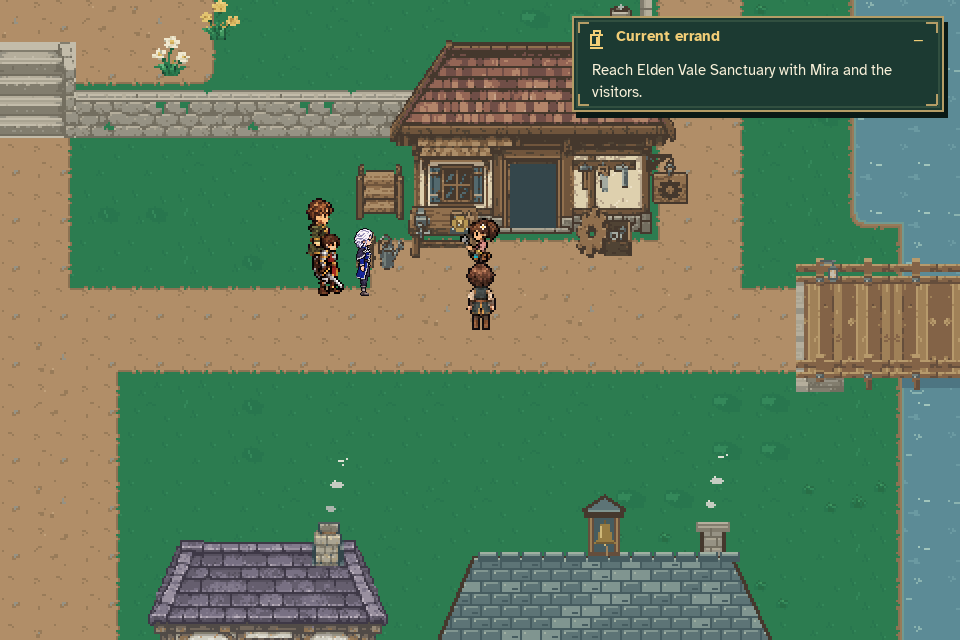 Current errand
Reach Elden Vale Sanctuary with Mira and the
visitors.